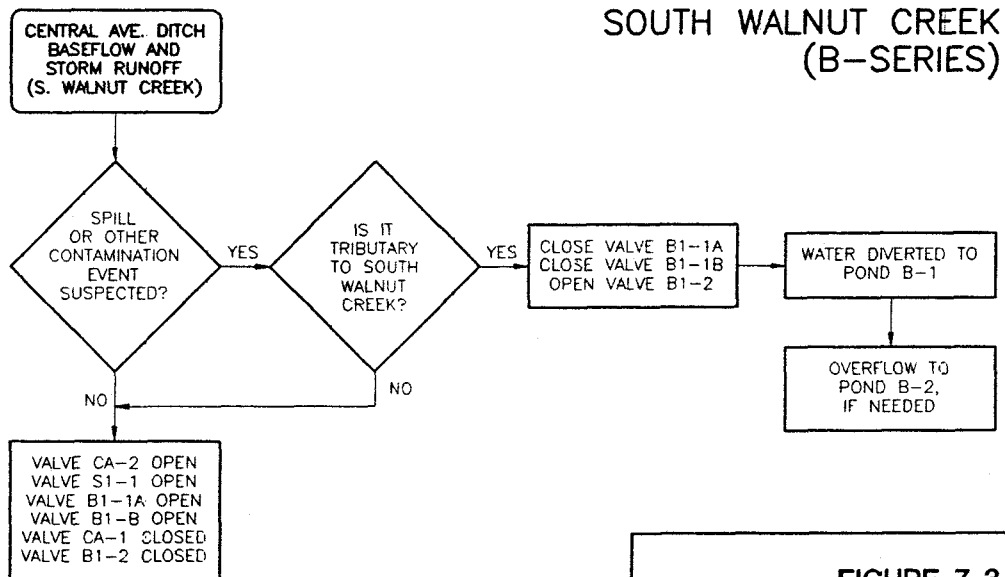 SOUTH WALNUT CREEK
(B-SERIES)
CENTRAL AVE. DITCH
BASEFLOW AND
STORM RUNOFF
(S. WALNUT CREEK)
SPILL
OR OTHER
CONTAMINATION
EVENT
SUSPECTED?
YES
IS IT
TRIBUTARY
TO SOUTH
WALNUT
CREEK?
YES
CLOSE VALVE B1-1A
CLOSE VALVE B1-1B
OPEN VALVE B1-2
WATER DIVERTED TO
POND B-1
OVERFLOW TO
POND B-2,
IF NEEDED
NO
NO
VALVE CA-2 OPEN
VALVE S1-1 OPEN
VALVE B1-1A OPEN
VALVE B1-B OPEN
VALVE CA-1 CLOSED
VALVE B1-2 CLOSED
FIGURE 7-3